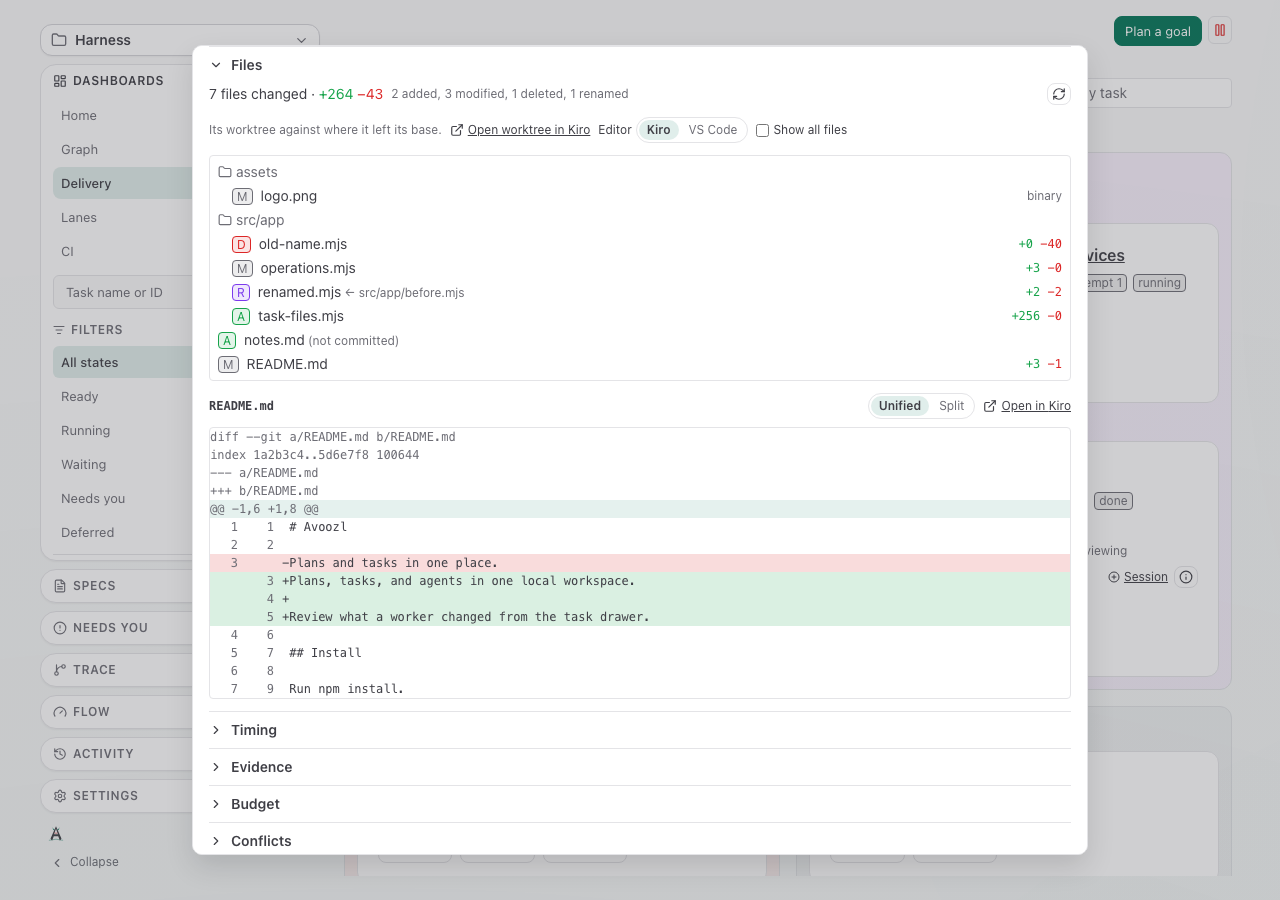 Harness
Plan a goal
DASHBOARDS
Home
Graph
Delivery
Lanes
CI
Task name or ID
FILTERS
All states
Ready
Running
Waiting
Needs you
Deferred
SPECS
NEEDS YOU
TRACE
FLOW
ACTIVITY
SETTINGS
A
Collapse
Files
7 files changed · +264 −43 2 added, 3 modified, 1 deleted, 1 renamed
Its worktree against where it left its base. Open worktree in Kiro Editor Kiro VS Code Show all files
assets
M logo.png binary
src/app
D old-name.mjs +0 −40
M operations.mjs +3 −0
R renamed.mjs ← src/app/before.mjs +2 −2
A task-files.mjs +256 −0
A notes.md (not committed)
M README.md +3 −1
README.md Unified Split Open in Kiro
diff --git a/README.md b/README.md
index 1a2b3c4..5d6e7f8 100644
--- a/README.md
+++ b/README.md
@@ -1,6 +1,8 @@
1 1 # Avoozl
2 2
3 -Plans and tasks in one place.
3 +Plans, tasks, and agents in one local workspace.
4 +
5 +Review what a worker changed from the task drawer.
4 6
5 7 ## Install
6 8
7 9 Run npm install.
Timing
Evidence
Budget
Conflicts
y task
vices
empt 1 running
done
viewing
Session